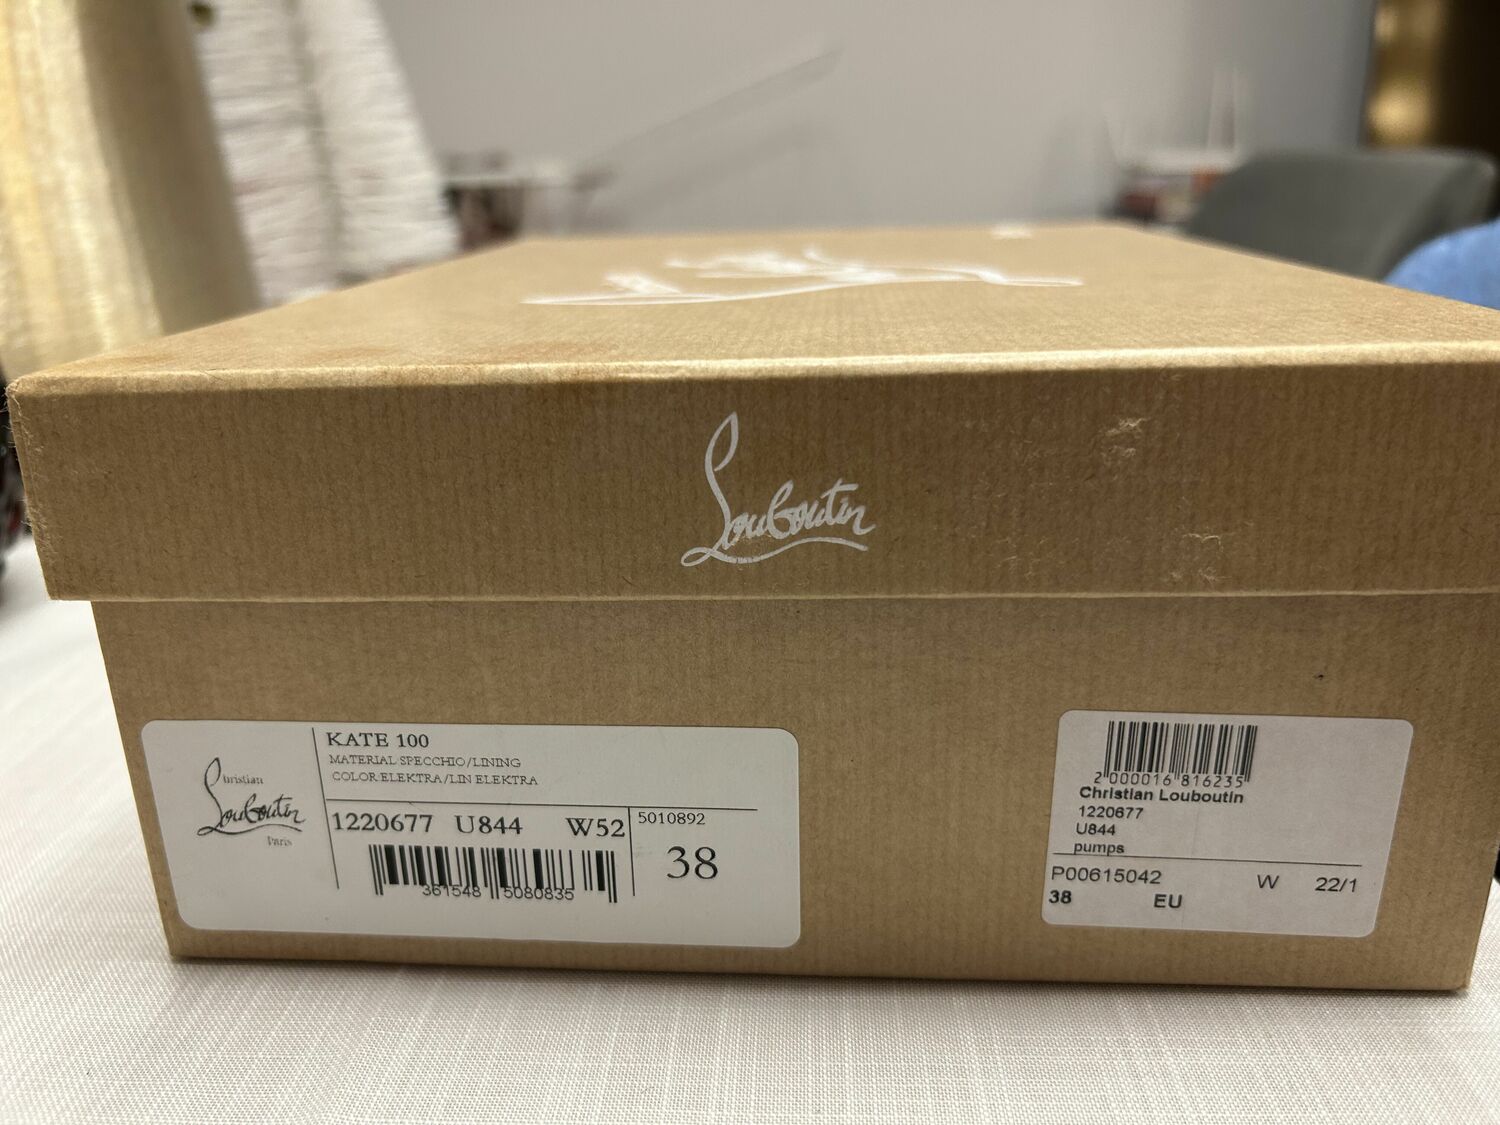 Louboutin
Christian
Louboutin
Paris
KATE 100
MATERIAL SPECCHIO/LINING
COLOR ELEKTRA/LIN ELEKTRA
1220677 U844 W52
5010892
38
361548 5080835
2 000016 816235
Christian Louboutin
1220677
U844
pumps
P00615042 W 22/1
38 EU